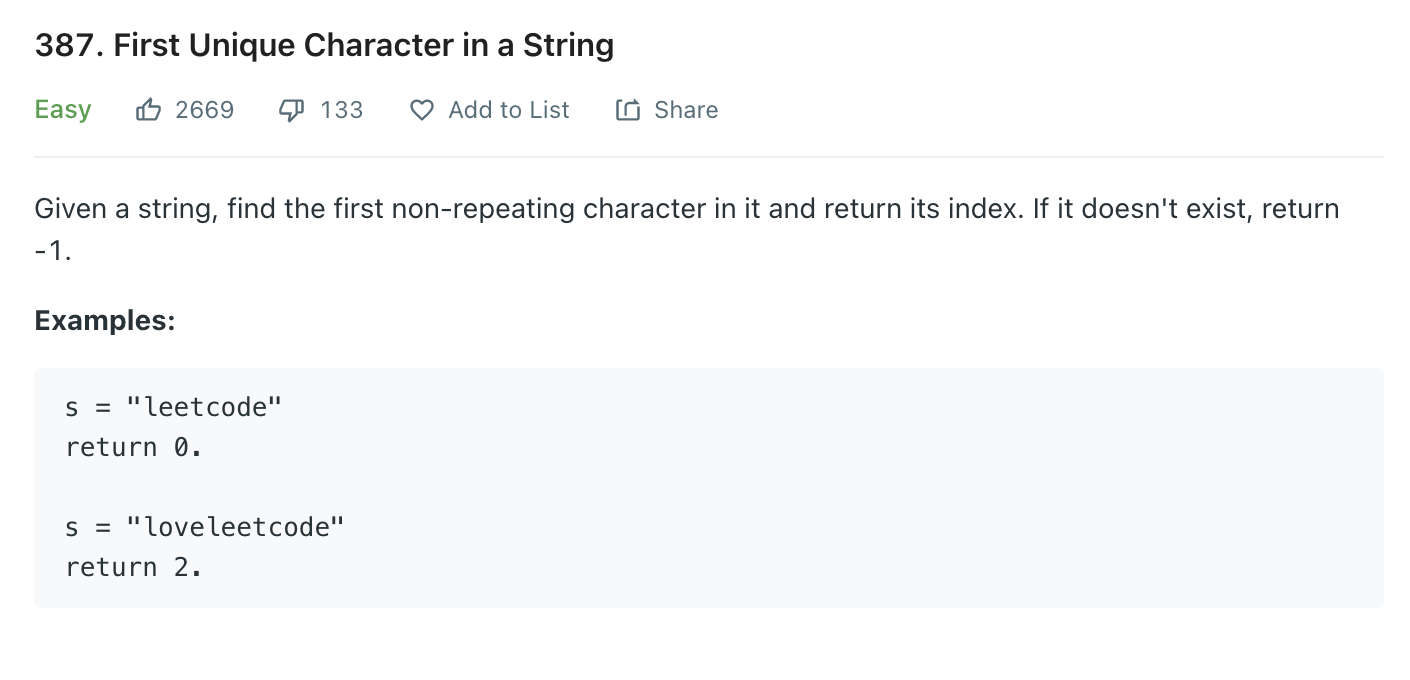 387. First Unique Character in a String
Easy 2669 133 Add to List Share
Given a string, find the first non-repeating character in it and return its index. If it doesn't exist, return
-1.
Examples:
s = "leetcode"
return 0.
s = "loveleetcode"
return 2.